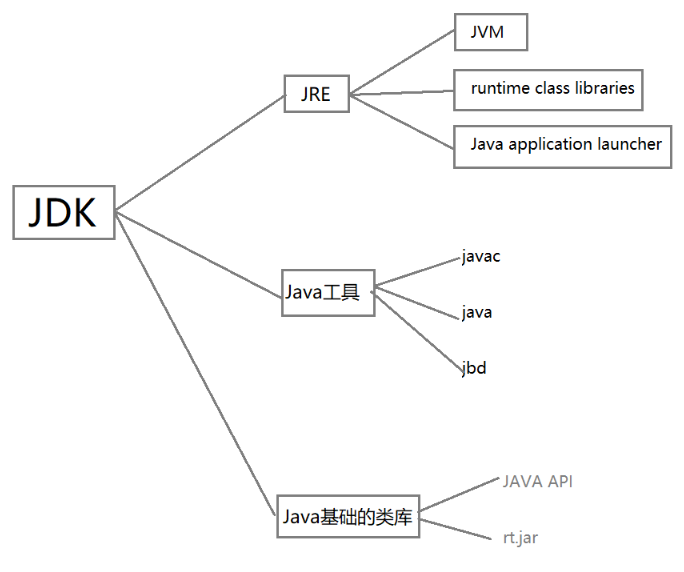 JVM
JRE
runtime class libraries
Java application launcher
JDK
Java工具
javac
java
jbd
Java基础的类库
JAVA API
rt.jar